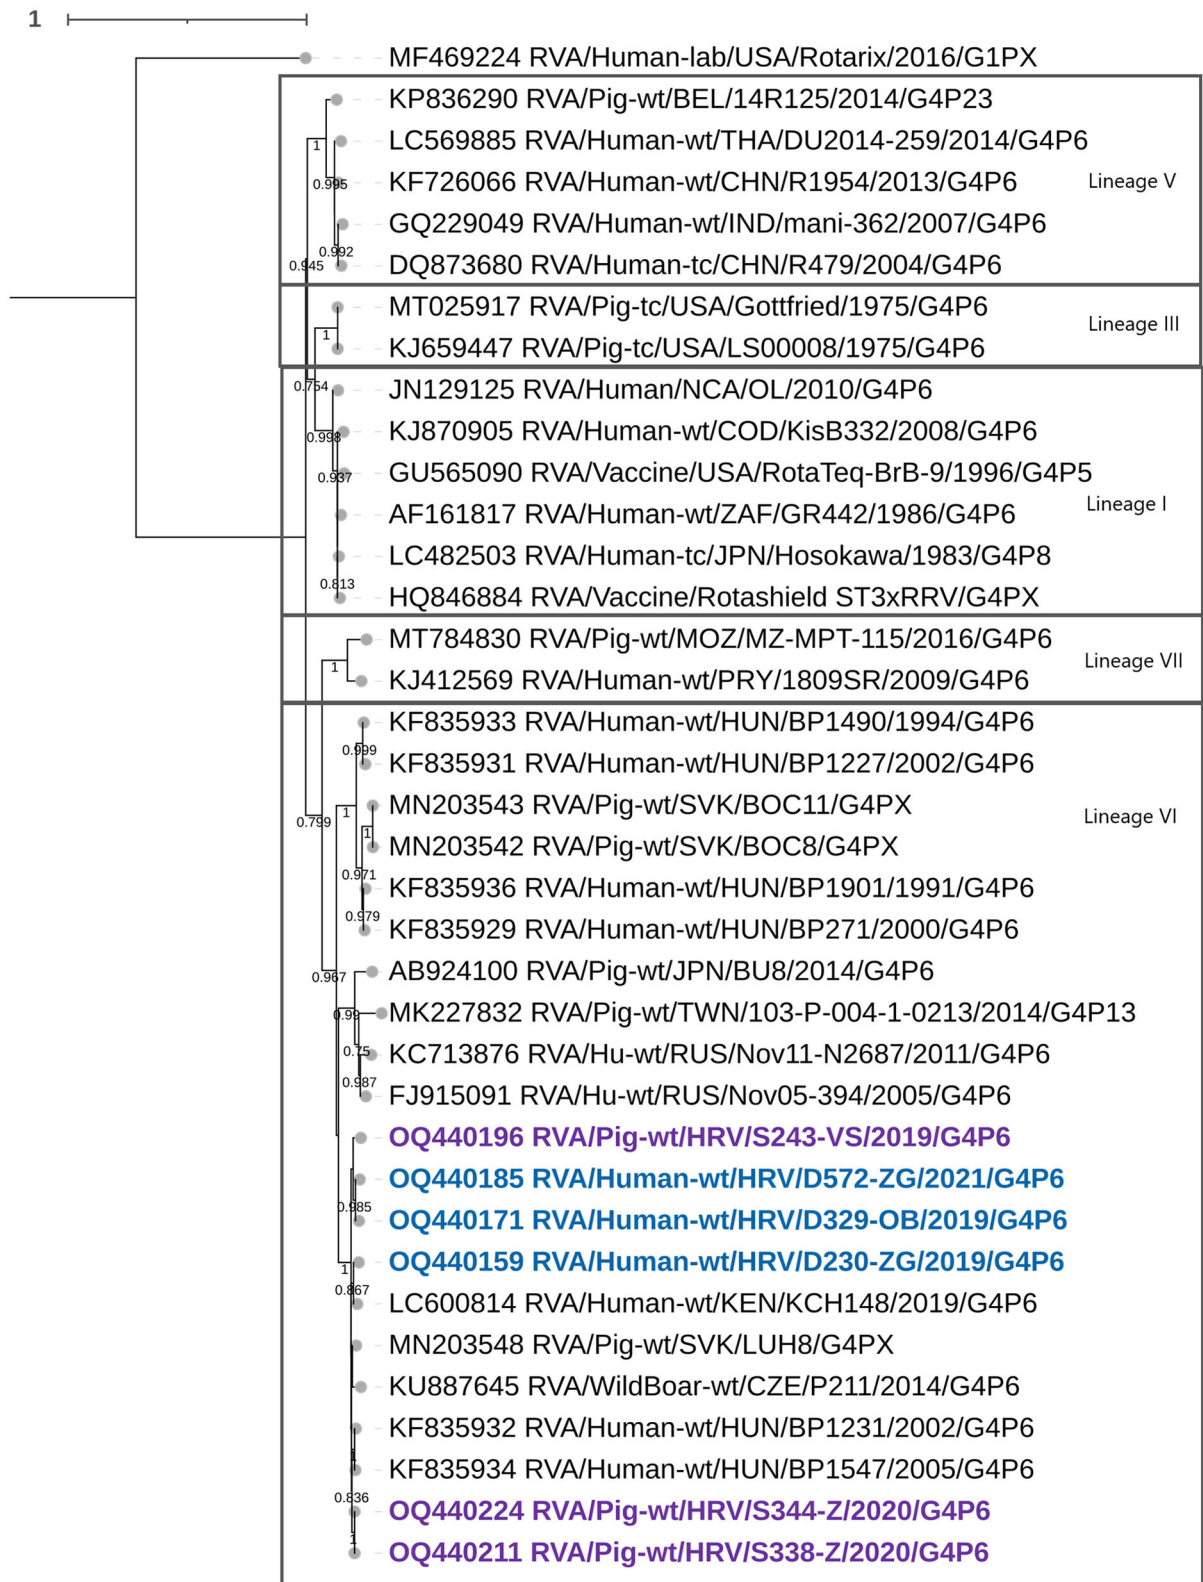 1
MF469224 RVA/Human-lab/USA/Rotarix/2016/G1PX
KP836290 RVA/Pig-wt/BEL/14R125/2014/G4P23
1
LC569885 RVA/Human-wt/THA/DU2014-259/2014/G4P6
KF726066 RVA/Human-wt/CHN/R1954/2013/G4P6
Lineage V
0.995
GQ229049 RVA/Human-wt/IND/mani-362/2007/G4P6
0.992
0.945
DQ873680 RVA/Human-tc/CHN/R479/2004/G4P6
MT025917 RVA/Pig-tc/USA/Gottfried/1975/G4P6
Lineage III
1
KJ659447 RVA/Pig-tc/USA/LS00008/1975/G4P6
0.754
JN129125 RVA/Human/NCA/OL/2010/G4P6
KJ870905 RVA/Human-wt/COD/KisB332/2008/G4P6
0.998
GU565090 RVA/Vaccine/USA/RotaTeq-BrB-9/1996/G4P5
0.937
Lineage I
AF161817 RVA/Human-wt/ZAF/GR442/1986/G4P6
LC482503 RVA/Human-tc/JPN/Hosokawa/1983/G4P8
0.813
HQ846884 RVA/Vaccine/Rotashield ST3xRRV/G4PX
MT784830 RVA/Pig-wt/MOZ/MZ-MPT-115/2016/G4P6
1
Lineage VII
KJ412569 RVA/Human-wt/PRY/1809SR/2009/G4P6
KF835933 RVA/Human-wt/HUN/BP1490/1994/G4P6
0.999
KF835931 RVA/Human-wt/HUN/BP1227/2002/G4P6
MN203543 RVA/Pig-wt/SVK/BOC11/G4PX
1
Lineage VI
0.799
1
MN203542 RVA/Pig-wt/SVK/BOC8/G4PX
0.971
KF835936 RVA/Human-wt/HUN/BP1901/1991/G4P6
0.979
KF835929 RVA/Human-wt/HUN/BP271/2000/G4P6
AB924100 RVA/Pig-wt/JPN/BU8/2014/G4P6
0.967
MK227832 RVA/Pig-wt/TWN/103-P-004-1-0213/2014/G4P13
0.99
KC713876 RVA/Hu-wt/RUS/Nov11-N2687/2011/G4P6
0.75
0.987
FJ915091 RVA/Hu-wt/RUS/Nov05-394/2005/G4P6
OQ440196 RVA/Pig-wt/HRV/S243-VS/2019/G4P6
OQ440185 RVA/Human-wt/HRV/D572-ZG/2021/G4P6
0.985
OQ440171 RVA/Human-wt/HRV/D329-OB/2019/G4P6
OQ440159 RVA/Human-wt/HRV/D230-ZG/2019/G4P6
1
0.867
LC600814 RVA/Human-wt/KEN/KCH148/2019/G4P6
MN203548 RVA/Pig-wt/SVK/LUH8/G4PX
KU887645 RVA/WildBoar-wt/CZE/P211/2014/G4P6
KF835932 RVA/Human-wt/HUN/BP1231/2002/G4P6
1
KF835934 RVA/Human-wt/HUN/BP1547/2005/G4P6
0.836
OQ440224 RVA/Pig-wt/HRV/S344-Z/2020/G4P6
1
OQ440211 RVA/Pig-wt/HRV/S338-Z/2020/G4P6